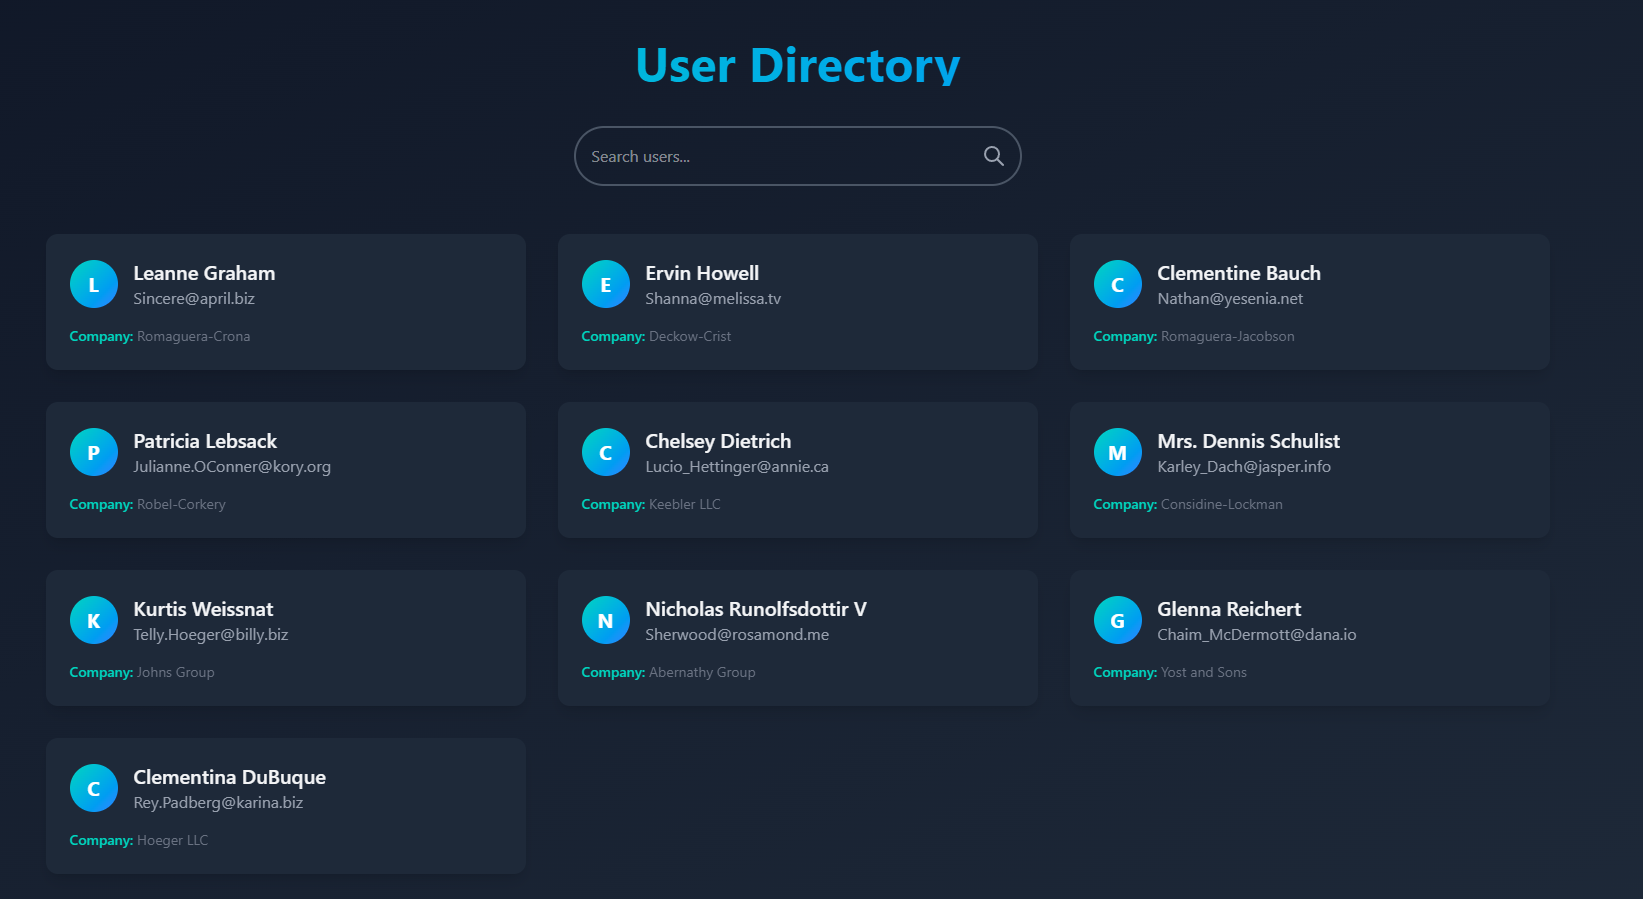 User Directory
Search users...
L
Leanne Graham
Sincere@april.biz
Company: Romaguera-Crona
E
Ervin Howell
Shanna@melissa.tv
Company: Deckow-Crist
C
Clementine Bauch
Nathan@yesenia.net
Company: Romaguera-Jacobson
P
Patricia Lebsack
Julianne.OConner@kory.org
Company: Robel-Corkery
C
Chelsey Dietrich
Lucio_Hettinger@annie.ca
Company: Keebler LLC
M
Mrs. Dennis Schulist
Karley_Dach@jasper.info
Company: Considine-Lockman
K
Kurtis Weissnat
Telly.Hoeger@billy.biz
Company: Johns Group
N
Nicholas Runolfsdottir V
Sherwood@rosamond.me
Company: Abernathy Group
G
Glenna Reichert
Chaim_McDermott@dana.io
Company: Yost and Sons
C
Clementina DuBuque
Rey.Padberg@karina.biz
Company: Hoeger LLC